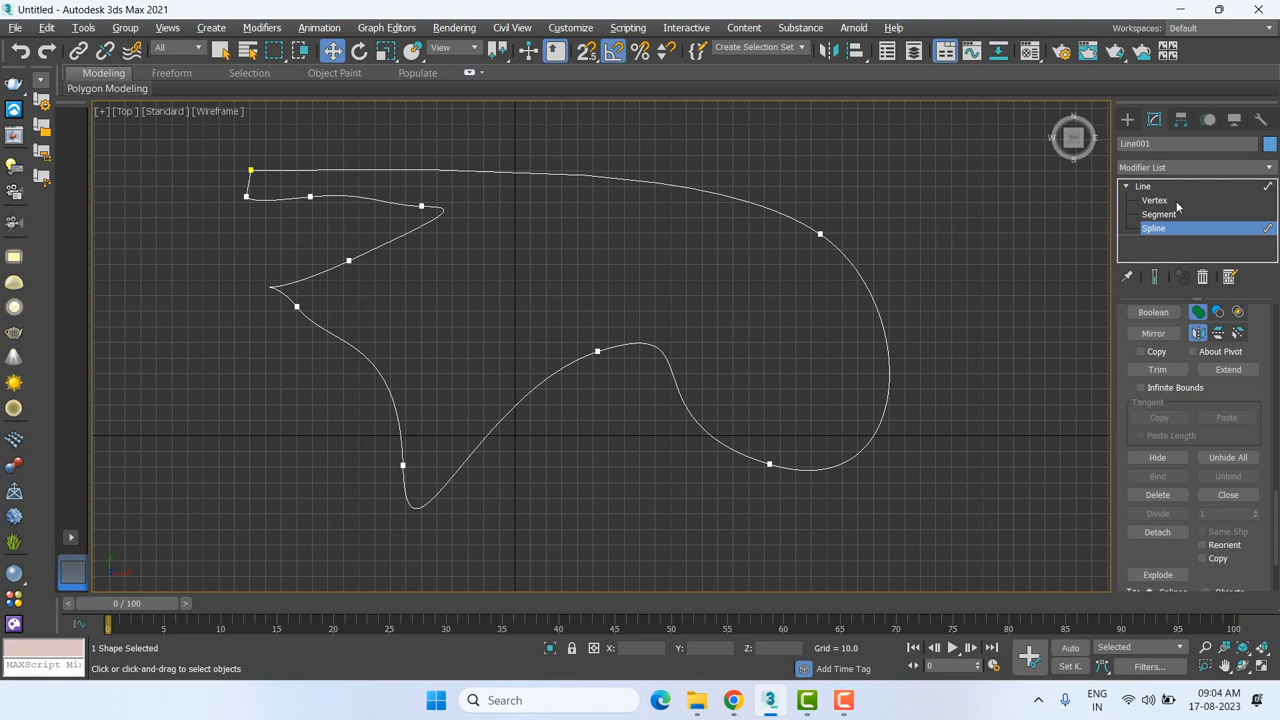 Untitled - Autodesk 3ds Max 2021
File Edit Tools Group Views Create Modifiers Animation Graph Editors Rendering Civil View Customize Scripting Interactive Content Substance Arnold Help
Workspaces: Default
All
View
Create Selection Set
Modeling Freeform Selection Object Paint Populate
Polygon Modeling
[+] [Top ] [Standard ] [Wireframe ]
N
W
E
S
Line001
Modifier List
Line
Vertex
Segment
Spline
Boolean
Mirror
Copy About Pivot
Trim Extend
Infinite Bounds
Tangent
Copy Paste
Paste Length
Hide Unhide All
Bind Unbind
Delete Close
Divide 1
Detach Same Shp
Reorient
Copy
Explode
< 0 / 100 >
0 5 10 15 20 25 30 35 40 45 50 55 60 65 70 75 80 85 90 95 100
1 Shape Selected
X: Y: Z: Grid = 10.0
Auto Selected
MAXScript Mi
Click or click-and-drag to select objects
Add Time Tag
0
Set K. Filters...
Search
ENG
IN
09:04 AM
17-08-2023